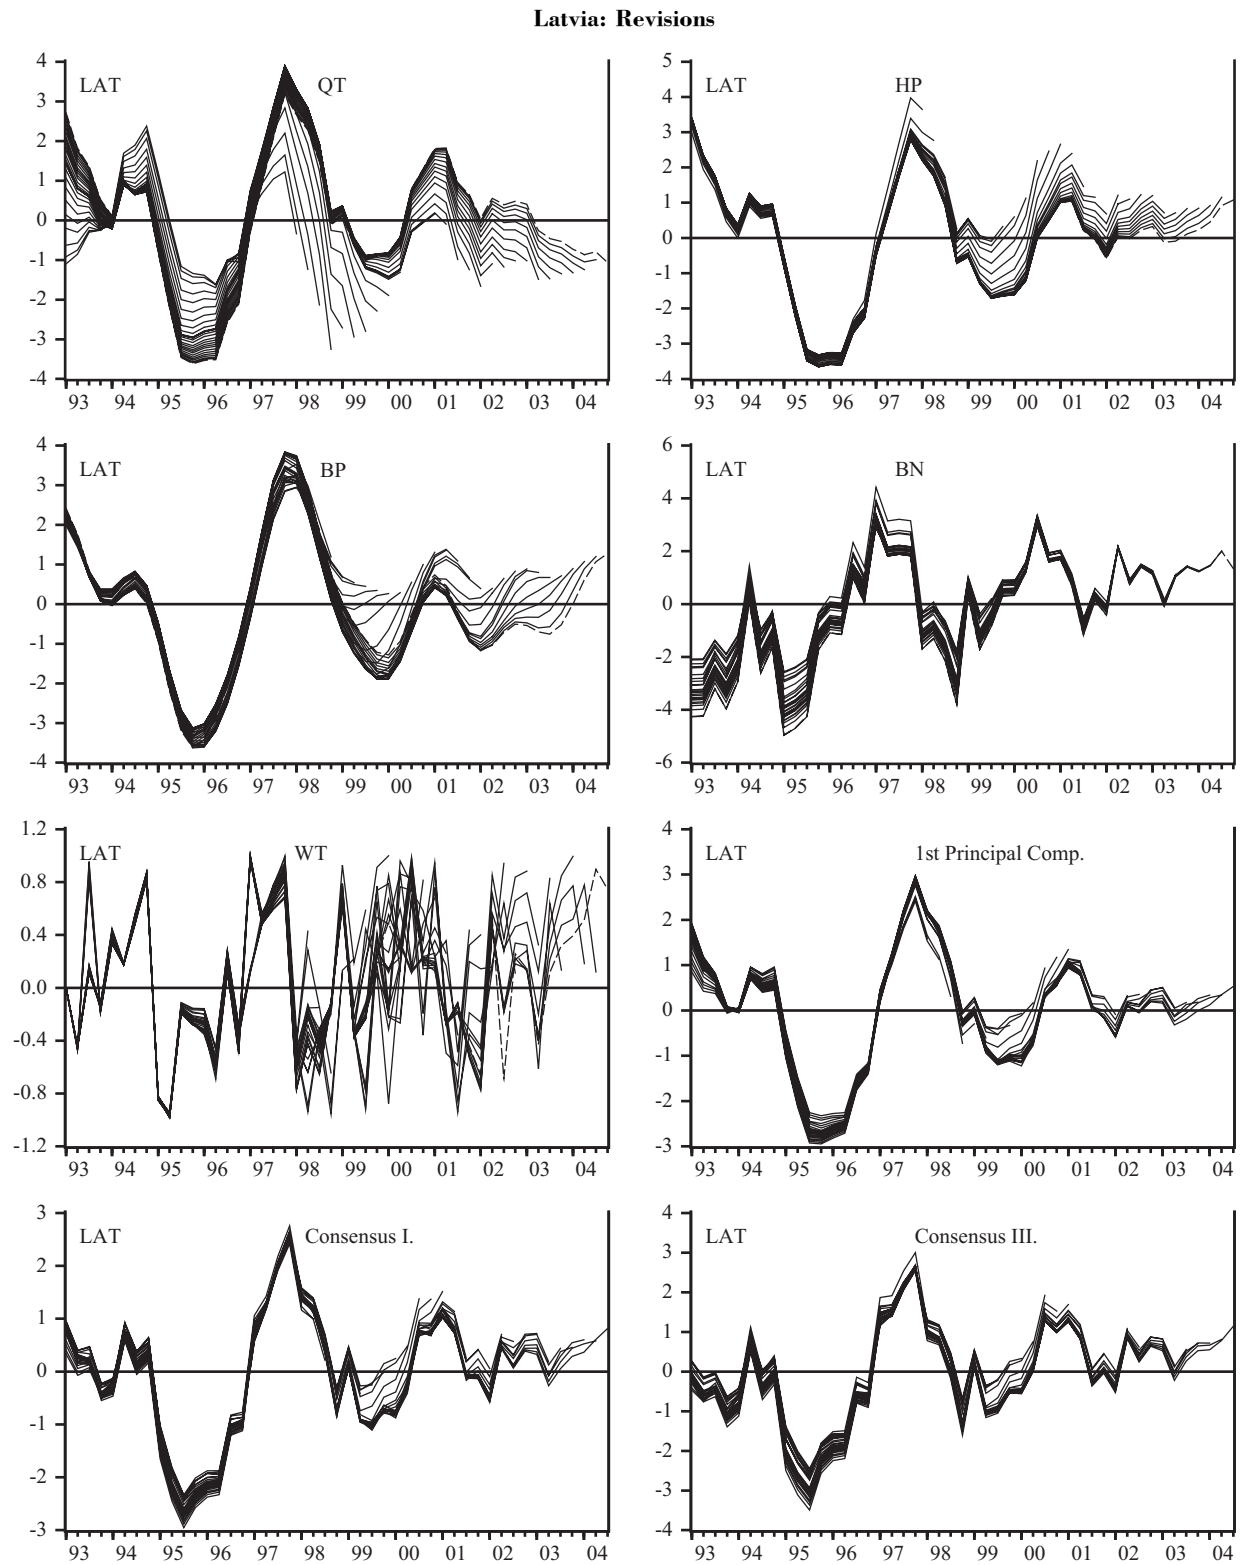 Latvia: Revisions
4
3
2
1
0
-1
-2
-3
-4
LAT
QT
93 94 95 96 97 98 99 00 01 02 03 04
5
4
3
2
1
0
-1
-2
-3
-4
LAT
HP
93 94 95 96 97 98 99 00 01 02 03 04
4
3
2
1
0
-1
-2
-3
-4
LAT
BP
93 94 95 96 97 98 99 00 01 02 03 04
6
4
2
0
-2
-4
-6
LAT
BN
93 94 95 96 97 98 99 00 01 02 03 04
1.2
0.8
0.4
0.0
-0.4
-0.8
-1.2
LAT
WT
93 94 95 96 97 98 99 00 01 02 03 04
4
3
2
1
0
-1
-2
-3
LAT
1st Principal Comp.
93 94 95 96 97 98 99 00 01 02 03 04
3
2
1
0
-1
-2
-3
LAT
Consensus I.
93 94 95 96 97 98 99 00 01 02 03 04
4
3
2
1
0
-1
-2
-3
-4
LAT
Consensus III.
93 94 95 96 97 98 99 00 01 02 03 04